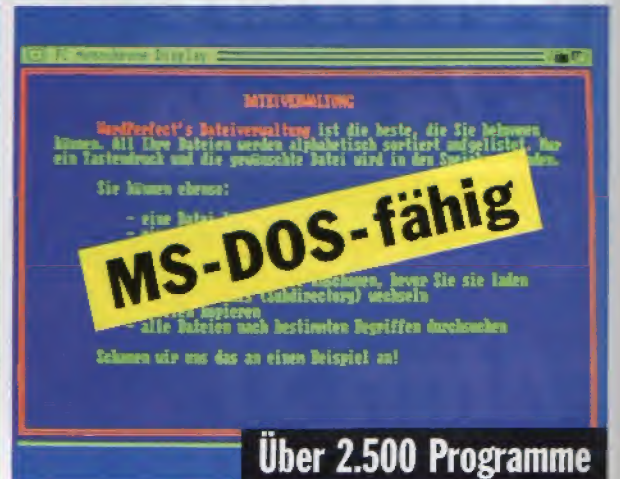 PC Monochrome Display
DATEIVERWALTUNG
WordPerfect's Dateiverwaltung ist die beste, die Sie bekommen
können. All Ihre Dateien werden alphabetisch sortiert aufgelistet. Nur
ein Tastendruck und die gewünschte Datei wird in den
Sie können ebenso:
- eine Datei
MS-DOS-fähig
anschauen, bevor Sie sie laden
(Subdirectory) wechseln
kopieren
- alle Dateien nach bestimmten Begriffen durchsuchen
Schauen wir uns das an einem Beispiel an!
Über 2.500 Programme